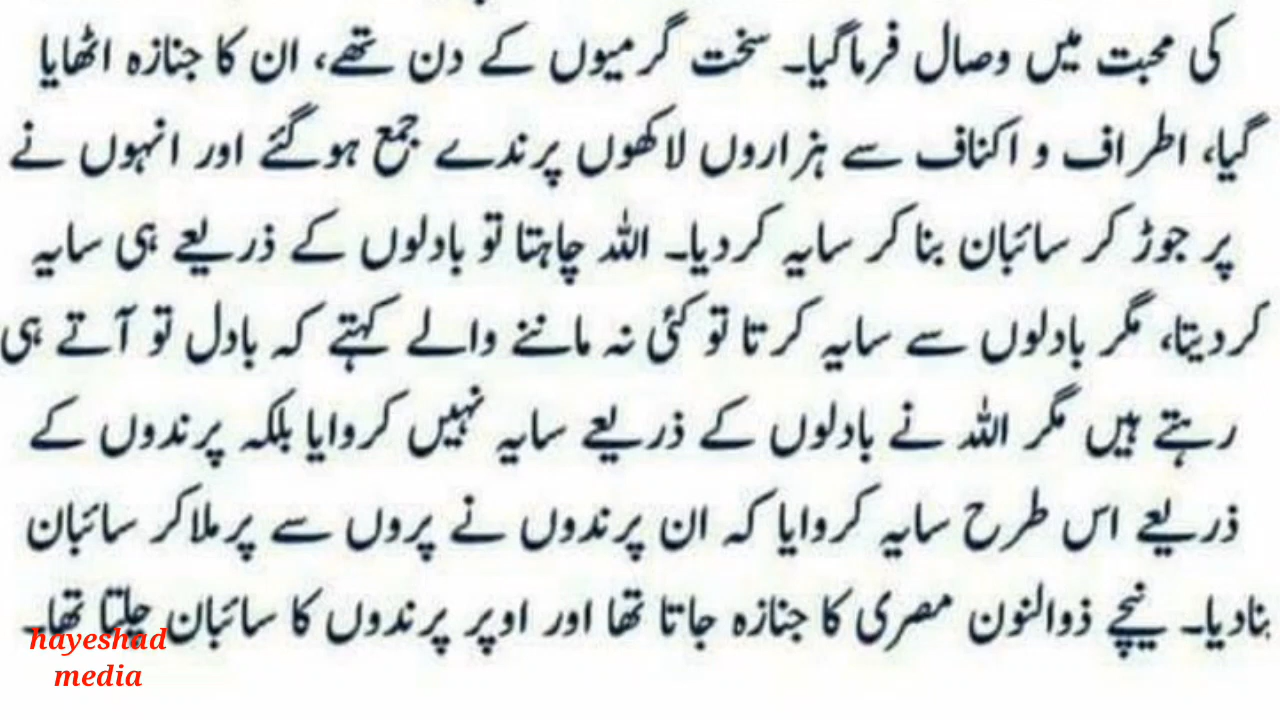 کی محبت میں وصال فرماگیا۔ سخت گرمیوں کے دن تھے، ان کا جنازہ اٹھایا
گیا، اطراف و اکناف سے ہزاروں لاکھوں پرندے جمع ہوگئے اور انہوں نے
پر جوڑ کر سائبان بنا کر سایہ کردیا۔ اللہ چاہتا تو بادلوں کے ذریعے ہی سایہ
کردیتا، مگر بادلوں سے سایہ کرتا تو کئی نہ ماننے والے کہتے کہ بادل تو آتے ہی
رہتے ہیں مگر اللہ نے بادلوں کے ذریعے سایہ نہیں کروایا بلکہ پرندوں کے
ذریعے اس طرح سایہ کروایا کہ ان پرندوں نے پروں سے پر ملاکر سائبان
بنادیا۔ نیچے ذوالنون مصری کا جنازہ جاتا تھا اور اوپر پرندوں کا سائبان چلتا تھا۔
hayeshad
media